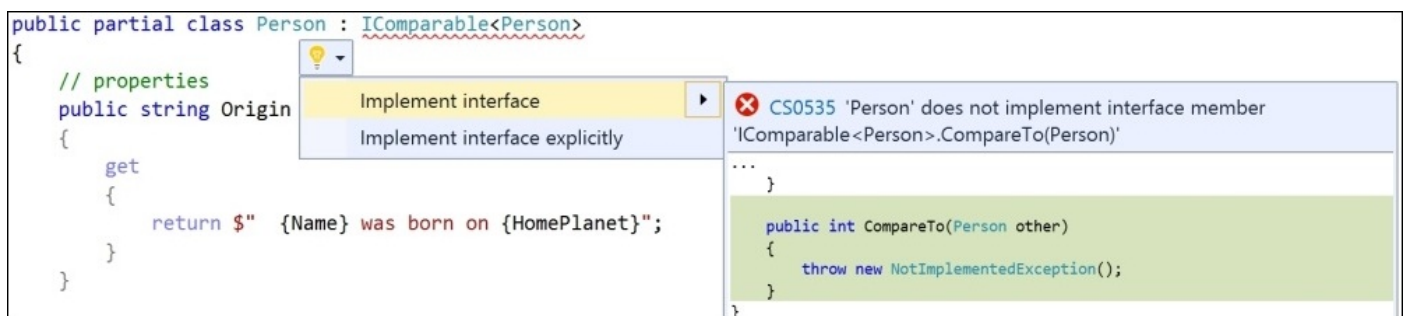 public partial class Person : IComparable<Person>
{
// properties
public string Origin
{
get
{
return $"  {Name} was born on {HomePlanet}";
}
}
Implement interface
Implement interface explicitly
CS0535 'Person' does not implement interface member
'IComparable<Person>.CompareTo(Person)'
...
}
public int CompareTo(Person other)
{
throw new NotImplementedException();
}
}